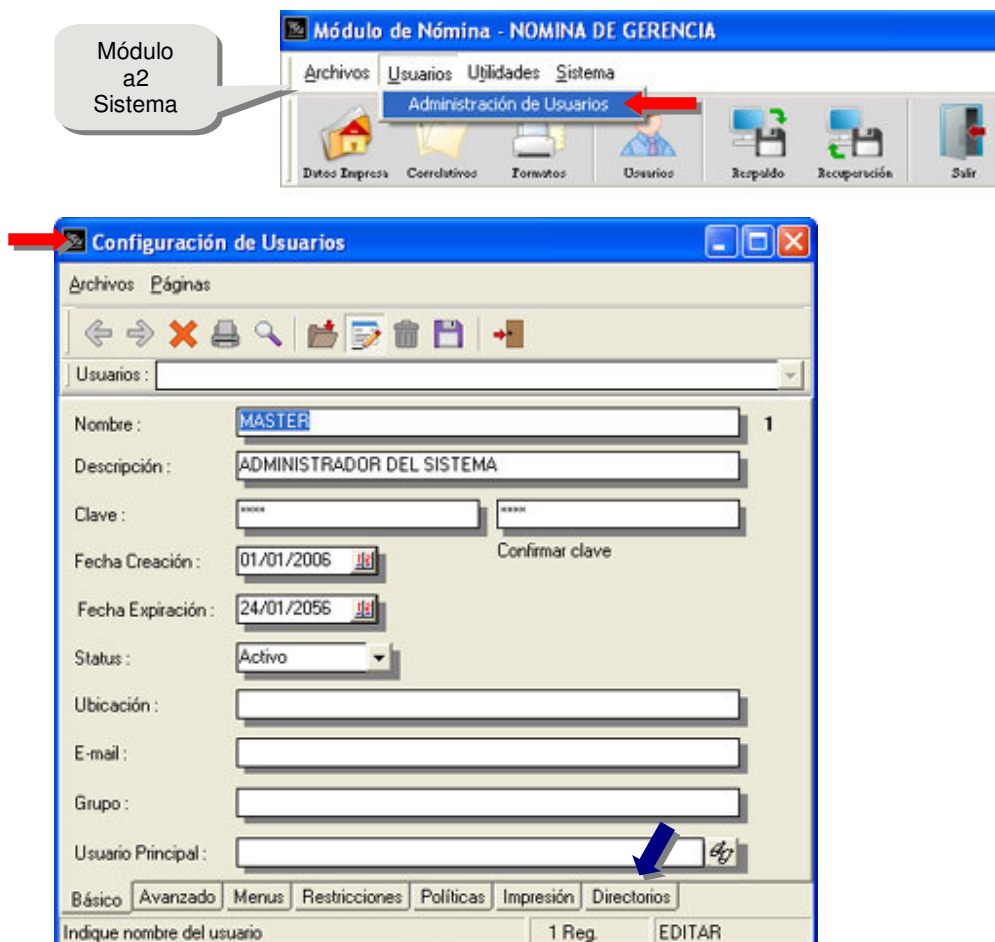 Módulo
a2
Sistema
Módulo de Nómina - NOMINA DE GERENCIA
Archivos Usuarios Utilidades Sistema
Administración de Usuarios
Datos Empresa Correlativos Formatos Usuarios Respaldo Recuperación Salir
Configuración de Usuarios
Archivos Páginas
Usuarios :
Nombre : MASTER 1
Descripción : ADMINISTRADOR DEL SISTEMA
Clave : **** ****
Confirmar clave
Fecha Creación : 01/01/2006
Fecha Expiración : 24/01/2056
Status : Activo
Ubicación :
E-mail :
Grupo :
Usuario Principal :
Básico Avanzado Menus Restricciones Políticas Impresión Directorios
Indique nombre del usuario 1 Reg. EDITAR